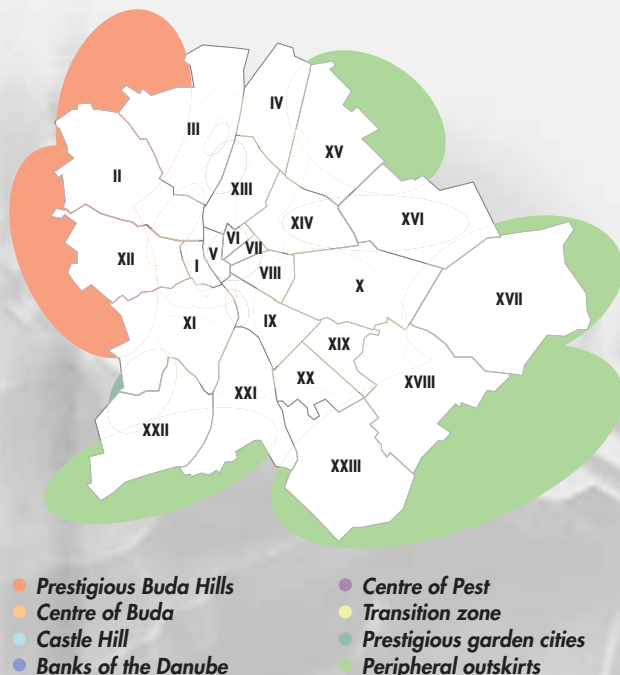 IV
III
XV
II
XIII
XIV
XVI
VI
VII
V
XII
I
VIII
X
XVII
XI
IX
XIX
XX
XVIII
XXI
XXII
XXIII
Prestigious Buda Hills
Centre of Buda
Castle Hill
Banks of the Danube
Centre of Pest
Transition zone
Prestigious garden cities
Peripheral outskirts